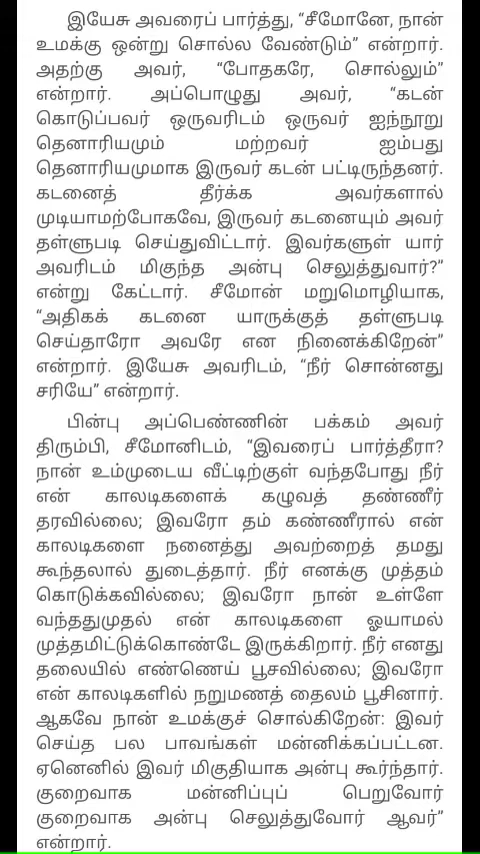 இயேசு அவரைப் பார்த்து, “சீமோனே, நான்
உமக்கு ஒன்று சொல்ல வேண்டும்” என்றார்.
அதற்கு அவர், “போதகரே, சொல்லும்”
என்றார். அப்பொழுது அவர், “கடன்
கொடுப்பவர் ஒருவரிடம் ஒருவர் ஐந்நூறு
தெனாரியமும் மற்றவர் ஐம்பது
தெனாரியமுமாக இருவர் கடன் பட்டிருந்தனர்.
கடனைத் தீர்க்க அவர்களால்
முடியாமற்போகவே, இருவர் கடனையும் அவர்
தள்ளுபடி செய்துவிட்டார். இவர்களுள் யார்
அவரிடம் மிகுந்த அன்பு செலுத்துவார்?”
என்று கேட்டார். சீமோன் மறுமொழியாக,
“அதிகக் கடனை யாருக்குத் தள்ளுபடி
செய்தாரோ அவரே என நினைக்கிறேன்”
என்றார். இயேசு அவரிடம், “நீர் சொன்னது
சரியே” என்றார்.
பின்பு அப்பெண்ணின் பக்கம் அவர்
திரும்பி, சீமோனிடம், “இவரைப் பார்த்தீரா?
நான் உம்முடைய வீட்டிற்குள் வந்தபோது நீர்
என் காலடிகளைக் கழுவத் தண்ணீர்
தரவில்லை; இவரோ தம் கண்ணீரால் என்
காலடிகளை நனைத்து அவற்றைத் தமது
கூந்தலால் துடைத்தார். நீர் எனக்கு முத்தம்
கொடுக்கவில்லை; இவரோ நான் உள்ளே
வந்ததுமுதல் என் காலடிகளை ஓயாமல்
முத்தமிட்டுக்கொண்டே இருக்கிறார். நீர் எனது
தலையில் எண்ணெய் பூசவில்லை; இவரோ
என் காலடிகளில் நறுமணத் தைலம் பூசினார்.
ஆகவே நான் உமக்குச் சொல்கிறேன்: இவர்
செய்த பல பாவங்கள் மன்னிக்கப்பட்டன.
ஏனெனில் இவர் மிகுதியாக அன்பு கூர்ந்தார்.
குறைவாக மன்னிப்புப் பெறுவோர்
குறைவாக அன்பு செலுத்துவோர் ஆவர்”
என்றார்.